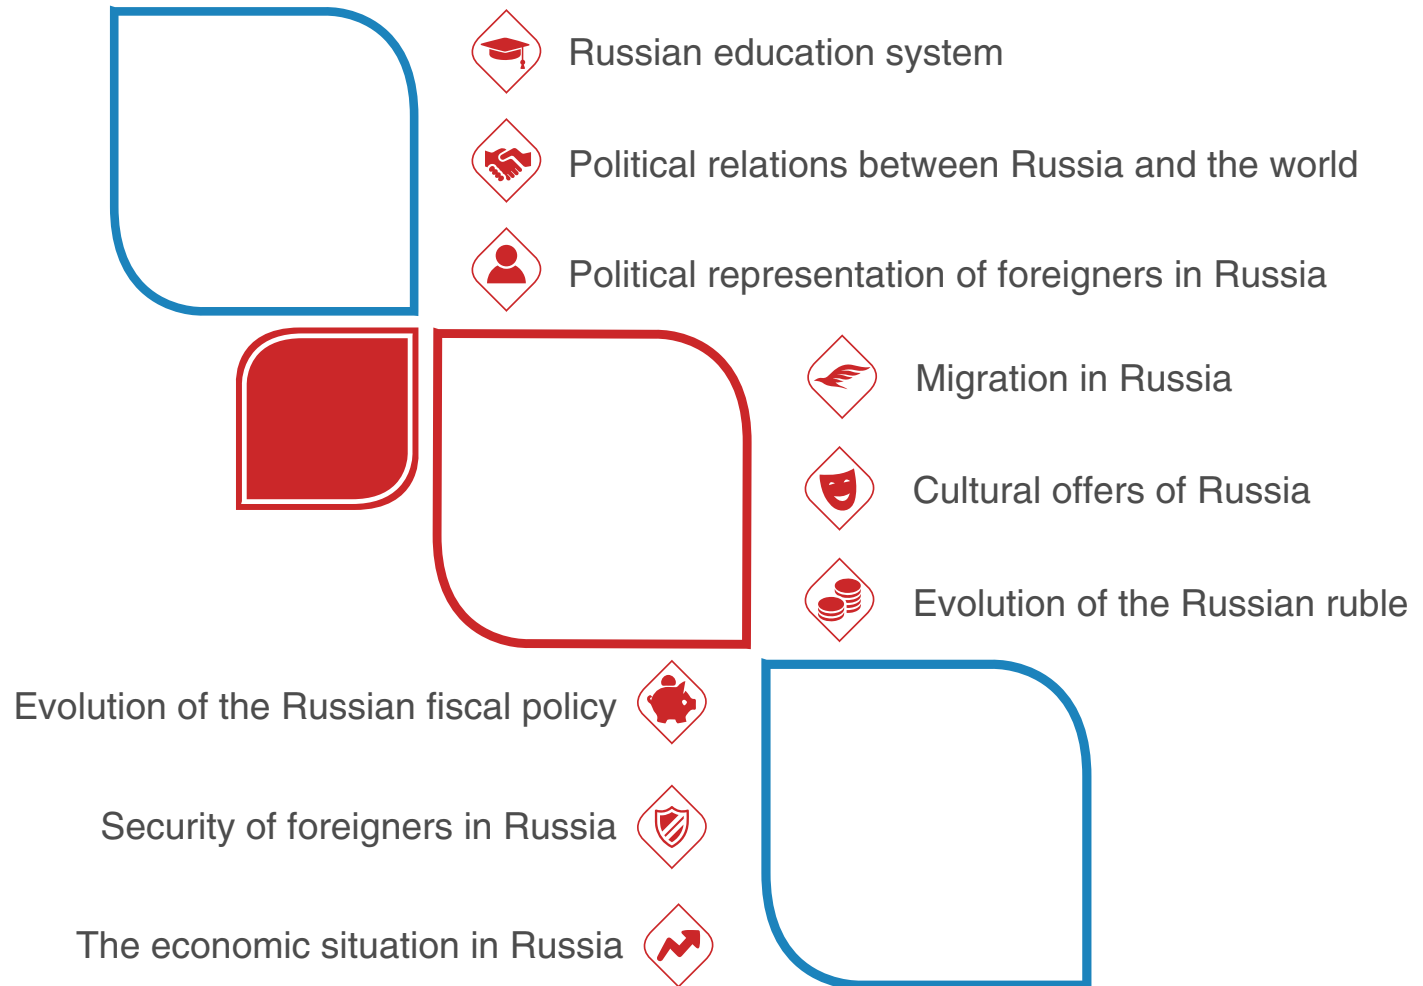 Russian education system
Political relations between Russia and the world
Political representation of foreigners in Russia
Migration in Russia
Cultural offers of Russia
Evolution of the Russian ruble
Evolution of the Russian fiscal policy
Security of foreigners in Russia
The economic situation in Russia